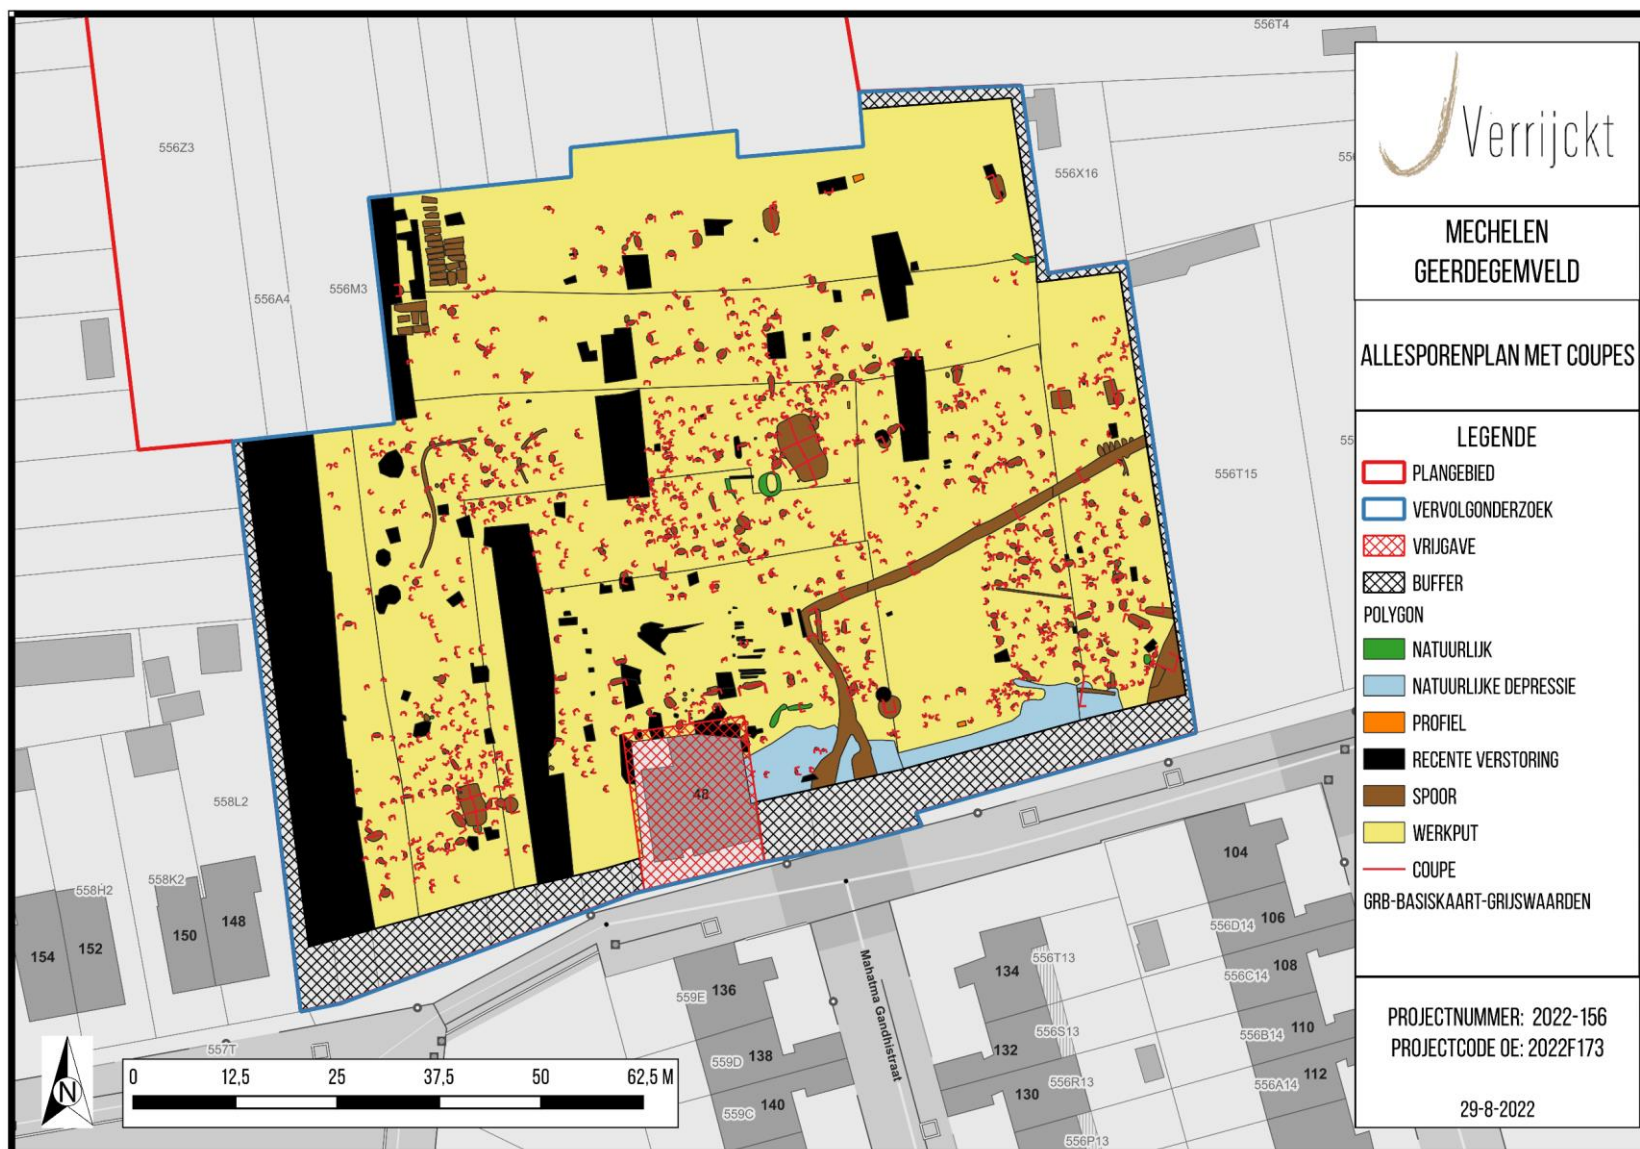 556T4
556Z3
556X16
556A4
556M3
556T15
558L2
558H2
558K2
154
152
150
148
48
557T
559E
136
559D
138
559C
140
Mahatma Gandhistraat
134
556T13
556S13
132
556R13
130
556P13
104
556D14
106
556C14
108
556B14
110
556A14
112
N
0 12,5 25 37,5 50 62,5 M
Verrijckt
MECHELEN
GEERDEGEMVELD
ALLESPORENPLAN MET COUPES
LEGENDE
PLANGEBIED
VERVOLGONDERZOEK
VRIJGAVE
BUFFER
POLYGON
NATUURLIJK
NATUURLIJKE DEPRESSIE
PROFIEL
RECENTE VERSTORING
SPOOR
WERKPUT
COUPE
GRB-BASISKAART-GRIJSWAARDEN
PROJECTNUMMER: 2022-156
PROJECTCODE OE: 2022F173
29-8-2022